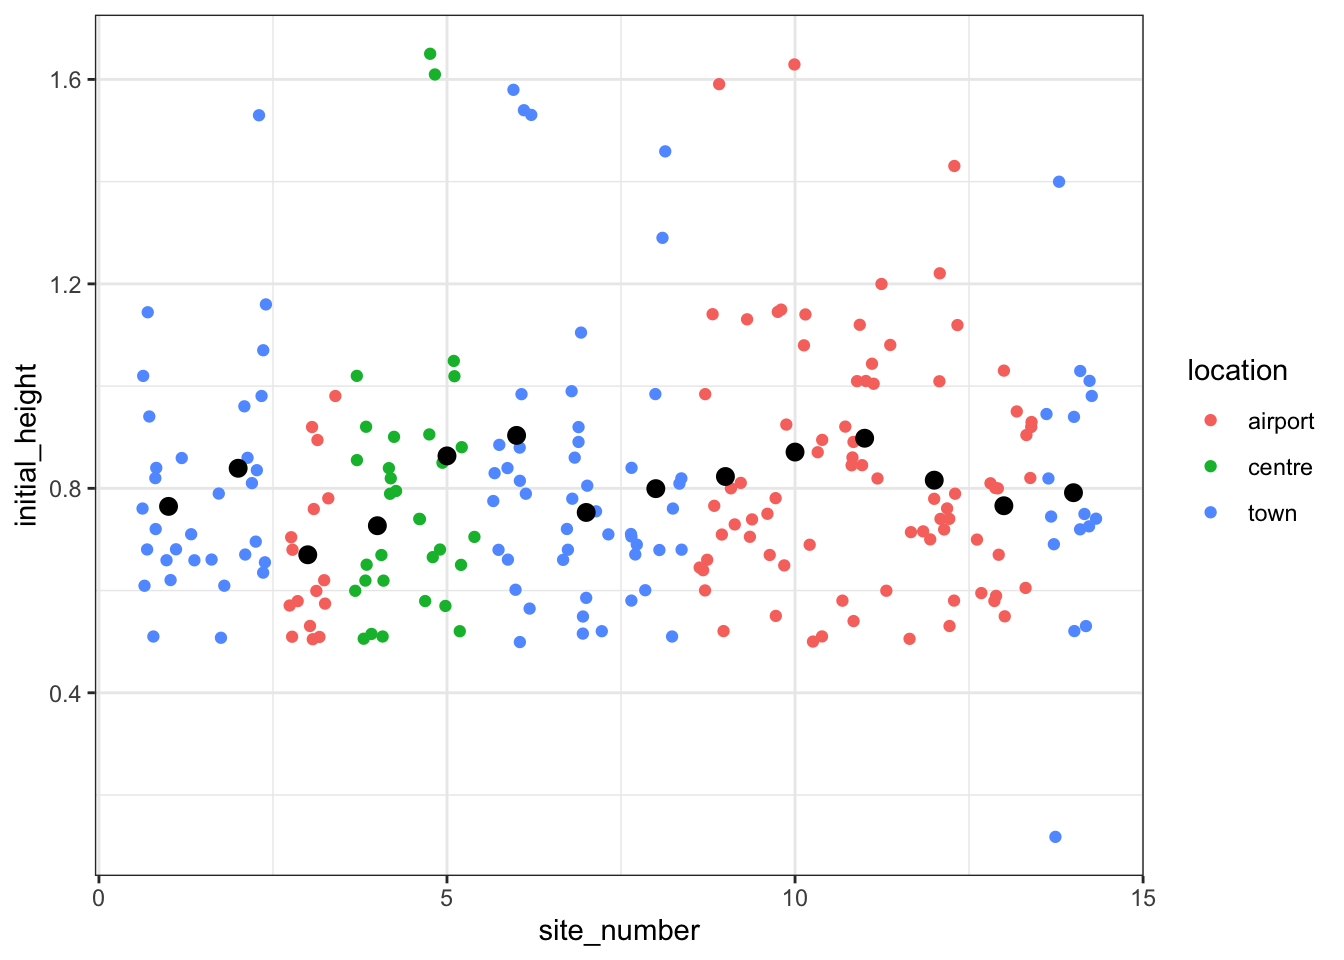 1.6
1.2
0.8
0.4
initial_height
0
5
10
15
site_number
location
airport
centre
town